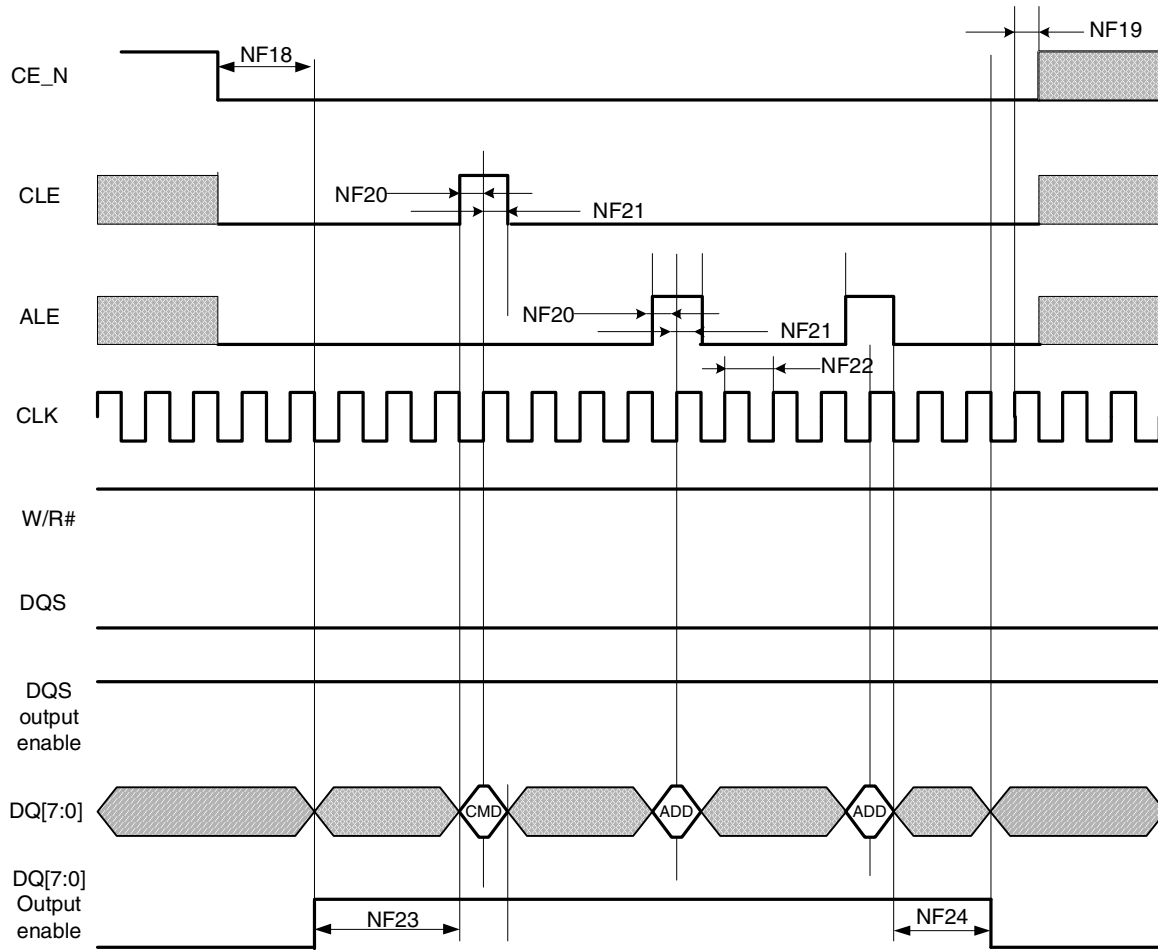 NF19
NF18
CE_N
CLE
NF20
NF21
ALE
NF20
NF21
NF22
CLK
W/R#
DQS
DQS
output
enable
DQ[7:0]
CMD
ADD
ADD
DQ[7:0]
Output
enable
NF23
NF24